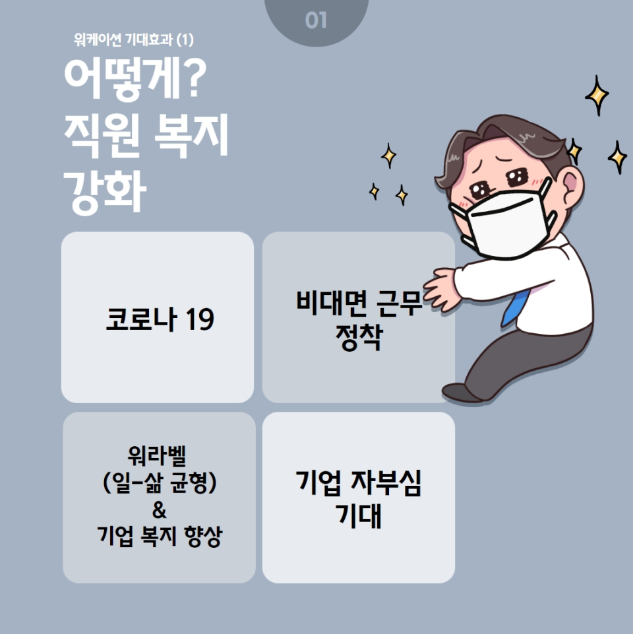 01
워케이션 기대효과 (1)
어떻게?
직원 복지
강화
코로나 19
비대면 근무
정착
워라벨
(일-삶 균형)
&
기업 복지 향상
기업 자부심
기대